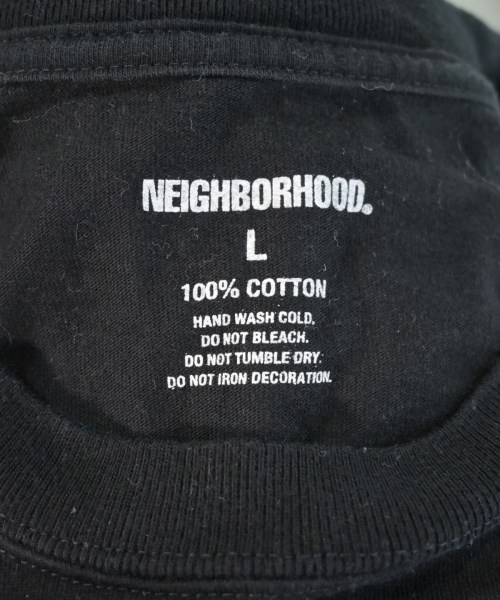 NEIGHBORHOOD®
L
100% COTTON
HAND WASH COLD.
DO NOT BLEACH.
DO NOT TUMBLE DRY.
DO NOT IRON DECORATION.